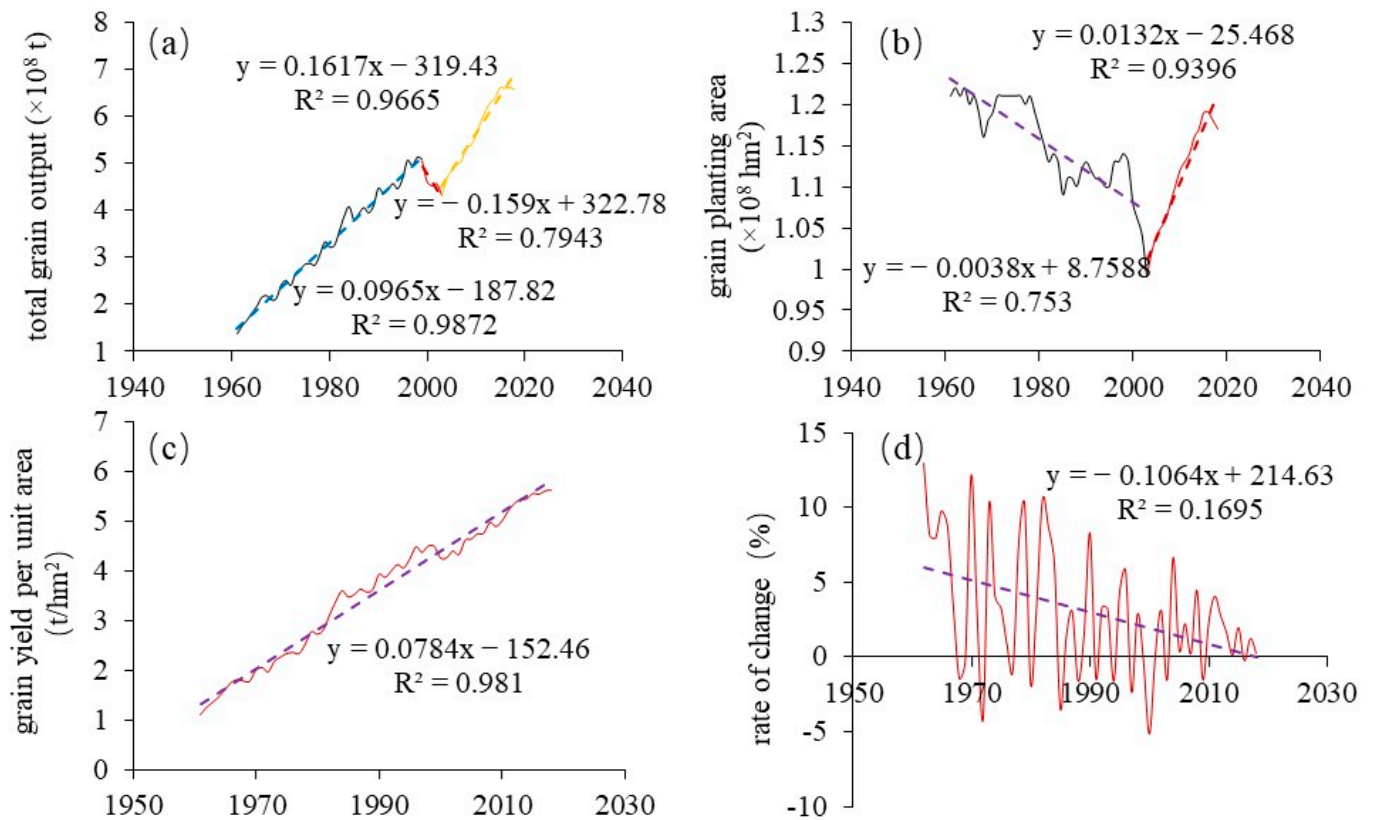 (a)
total grain output (×10⁸ t)
8
7
6
5
4
3
2
1
y = 0.1617x − 319.43
R² = 0.9665
y = − 0.159x + 322.78
R² = 0.7943
y = 0.0965x − 187.82
R² = 0.9872
1940 1960 1980 2000 2020 2040
(b)
grain planting area
(×10⁸ hm²)
1.3
1.25
1.2
1.15
1.1
1.05
1
0.95
0.9
y = 0.0132x − 25.468
R² = 0.9396
y = − 0.0038x + 8.7588
R² = 0.753
1940 1960 1980 2000 2020 2040
(c)
grain yield per unit area
(t/hm²)
7
6
5
4
3
2
1
0
y = 0.0784x − 152.46
R² = 0.981
1950 1970 1990 2010 2030
(d)
rate of change (%)
15
10
5
0
-5
-10
y = − 0.1064x + 214.63
R² = 0.1695
1950 1970 1990 2010 2030